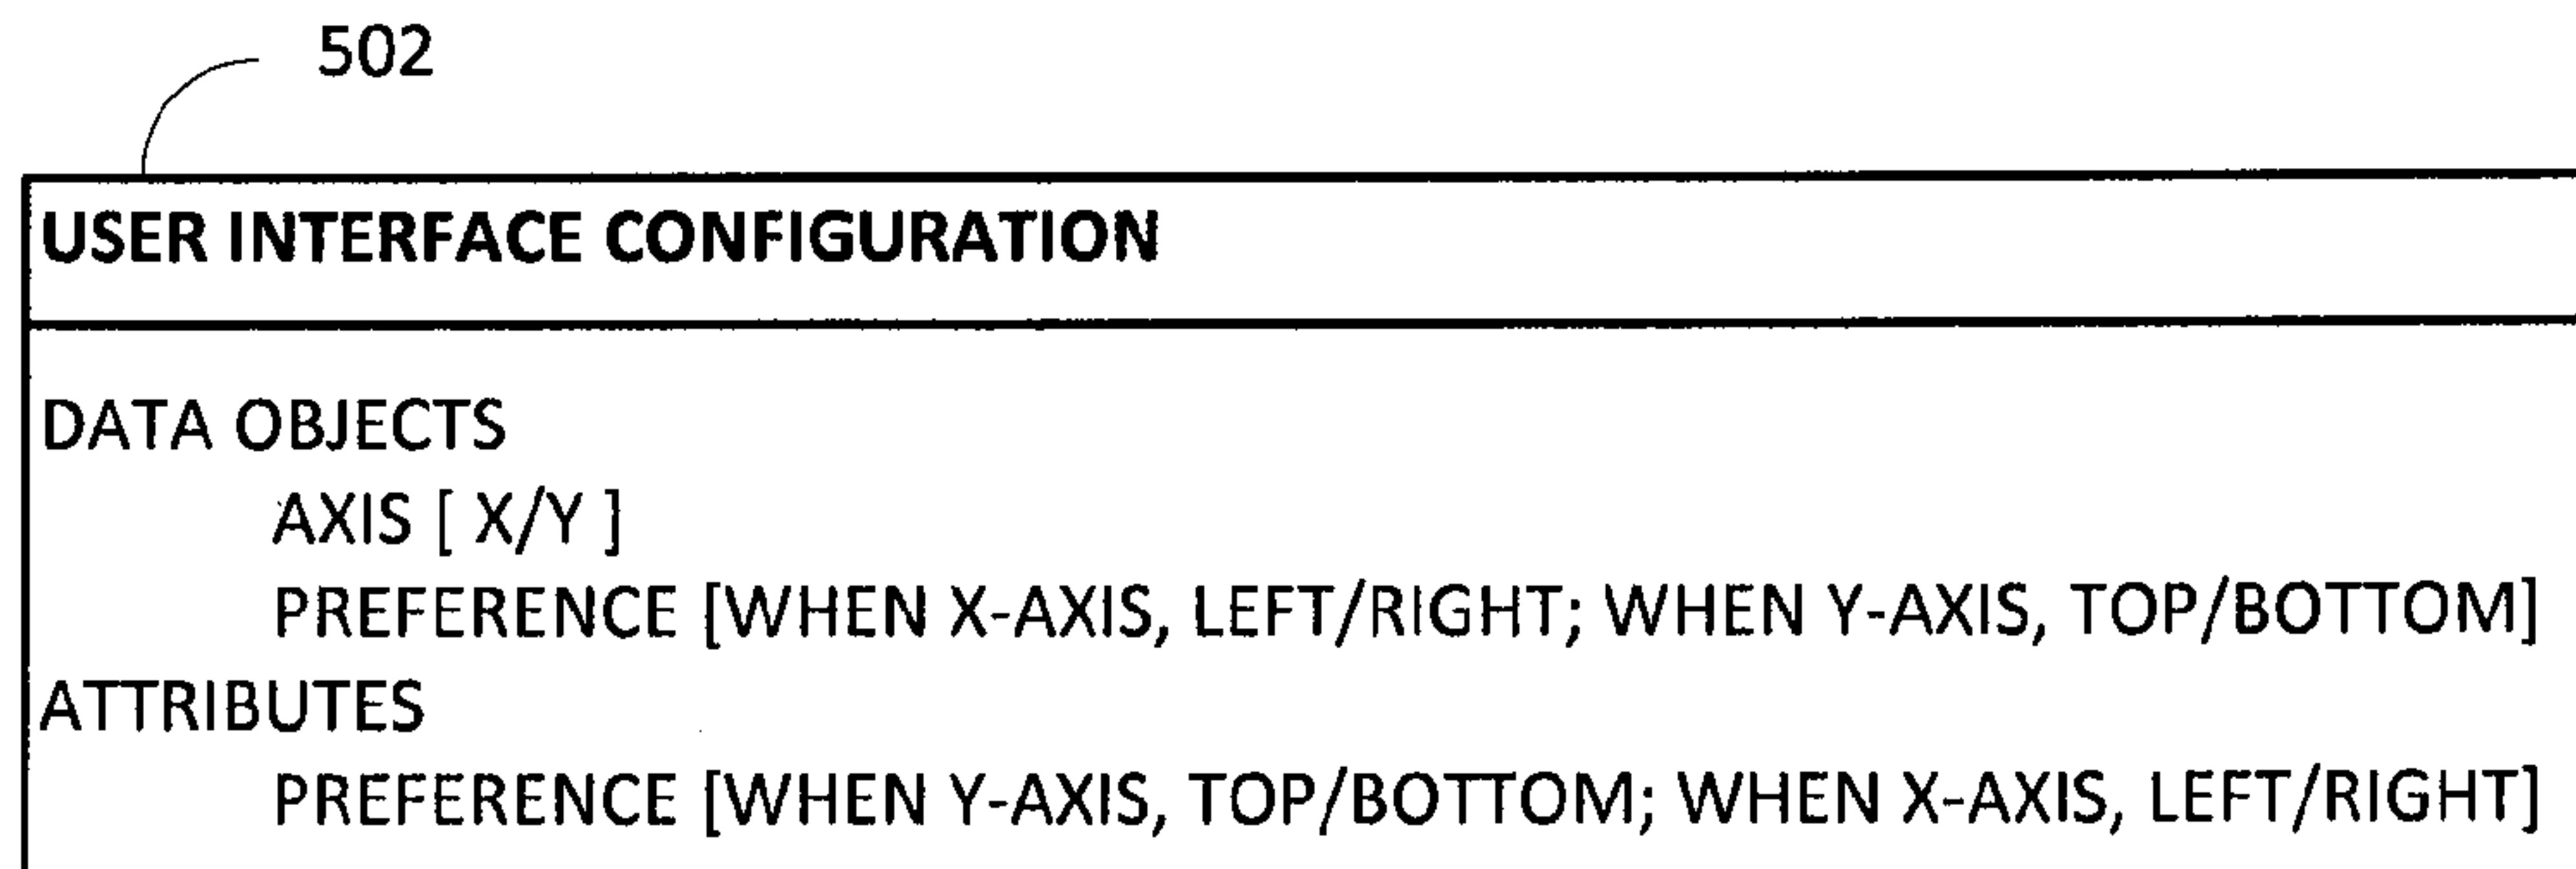 502
USER INTERFACE CONFIGURATION
DATA OBJECTS
AXIS [ X/Y ]
PREFERENCE [WHEN X-AXIS, LEFT/RIGHT; WHEN Y-AXIS, TOP/BOTTOM]
ATTRIBUTES
PREFERENCE [WHEN Y-AXIS, TOP/BOTTOM; WHEN X-AXIS, LEFT/RIGHT]